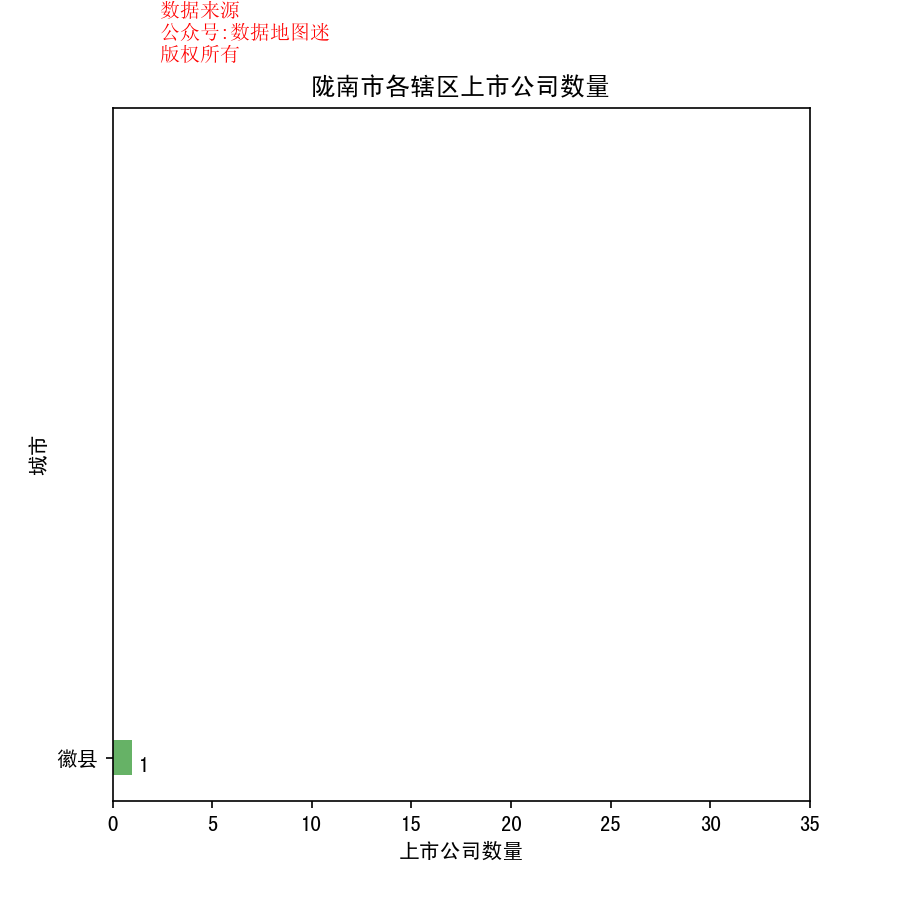 数据来源
公众号:数据地图迷
版权所有
陇南市各辖区上市公司数量
城市
徽县
1
0 5 10 15 20 25 30 35
上市公司数量